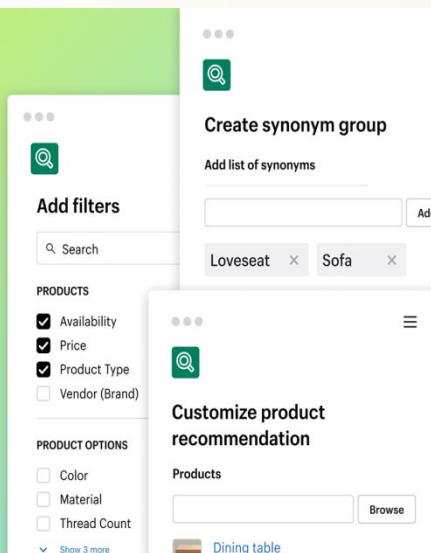 Create synonym group
Add list of synonyms
Loveseat
Sofa
Add filters
Search
PRODUCTS
Availability
Price
Product Type
Vendor (Brand)
PRODUCT OPTIONS
Color
Material
Thread Count
Show 3 more
Customize product
recommendation
Products
Browse
Dining table